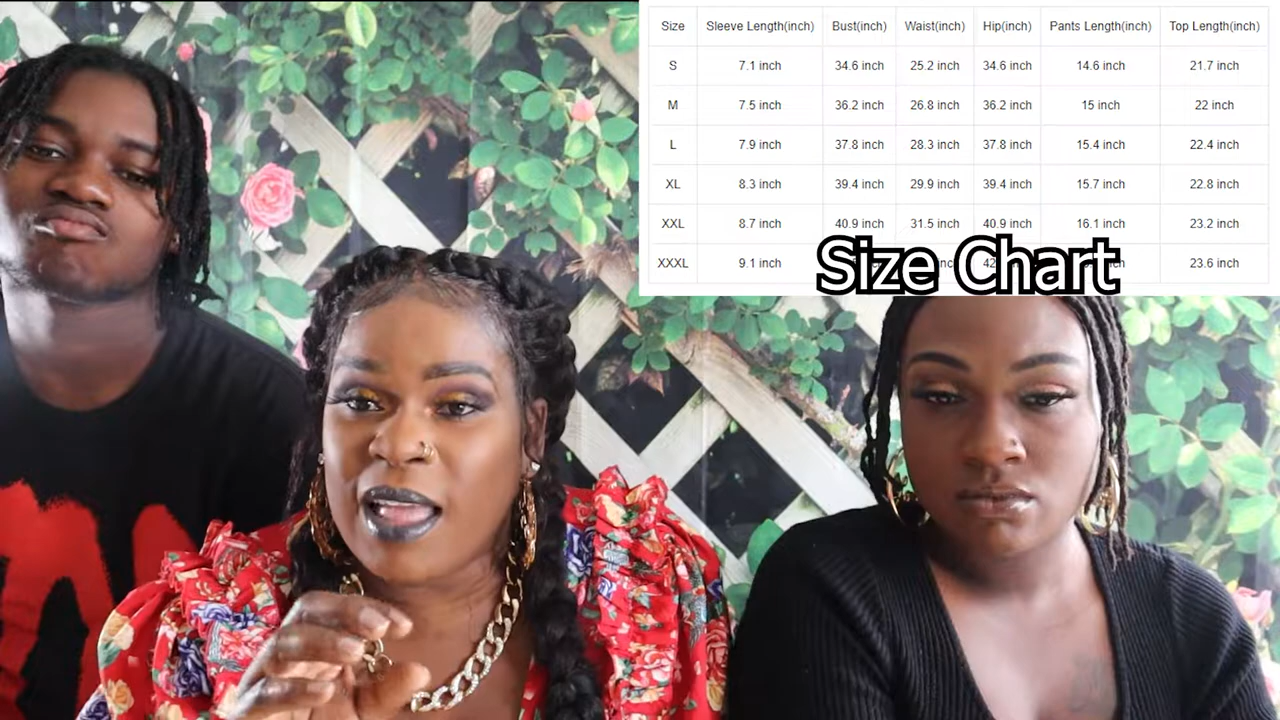 Size Sleeve Length(inch) Bust(inch) Waist(inch) Hip(inch) Pants Length(inch) Top Length(inch)
S 7.1 inch 34.6 inch 25.2 inch 34.6 inch 14.6 inch 21.7 inch
M 7.5 inch 36.2 inch 26.8 inch 36.2 inch 15 inch 22 inch
L 7.9 inch 37.8 inch 28.3 inch 37.8 inch 15.4 inch 22.4 inch
XL 8.3 inch 39.4 inch 29.9 inch 39.4 inch 15.7 inch 22.8 inch
XXL 8.7 inch 40.9 inch 31.5 inch 40.9 inch 16.1 inch 23.2 inch
XXXL 9.1 inch 23.6 inch
Size Chart